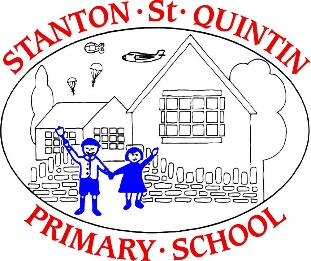 STANTON · St · QUINTIN
PRIMARY · SCHOOL